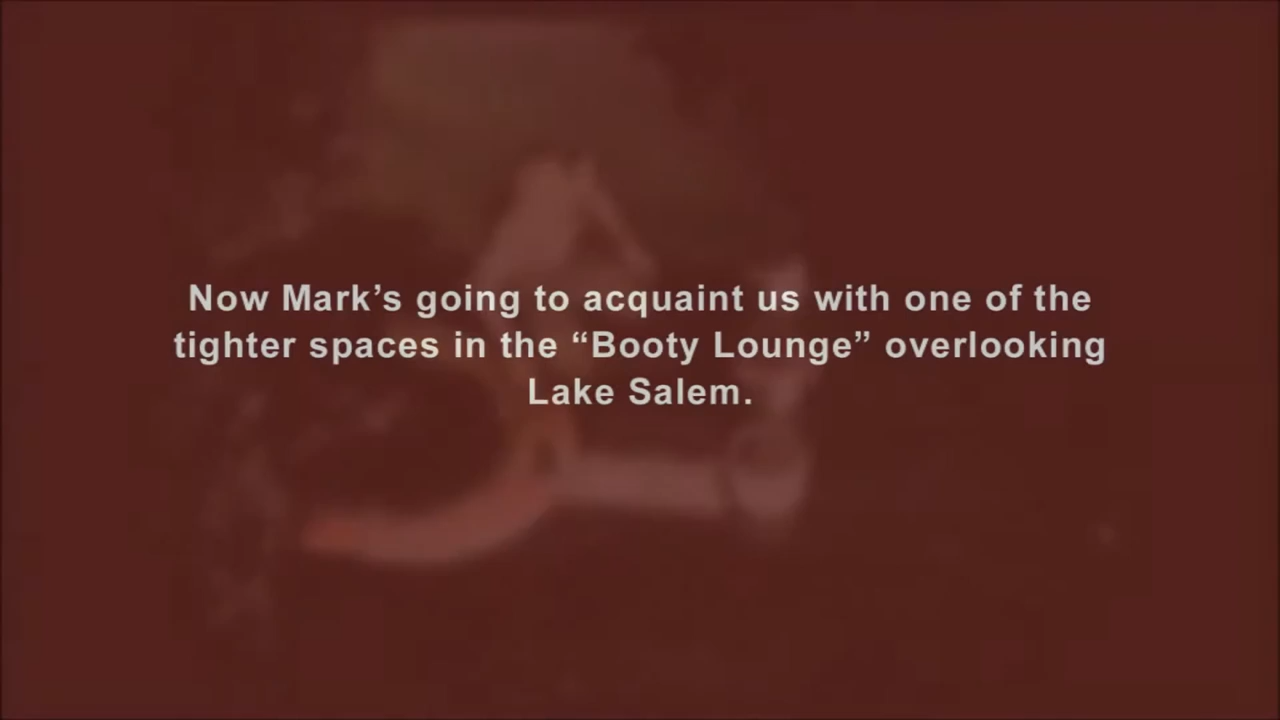 Now Mark’s going to acquaint us with one of the
tighter spaces in the “Booty Lounge” overlooking
Lake Salem.